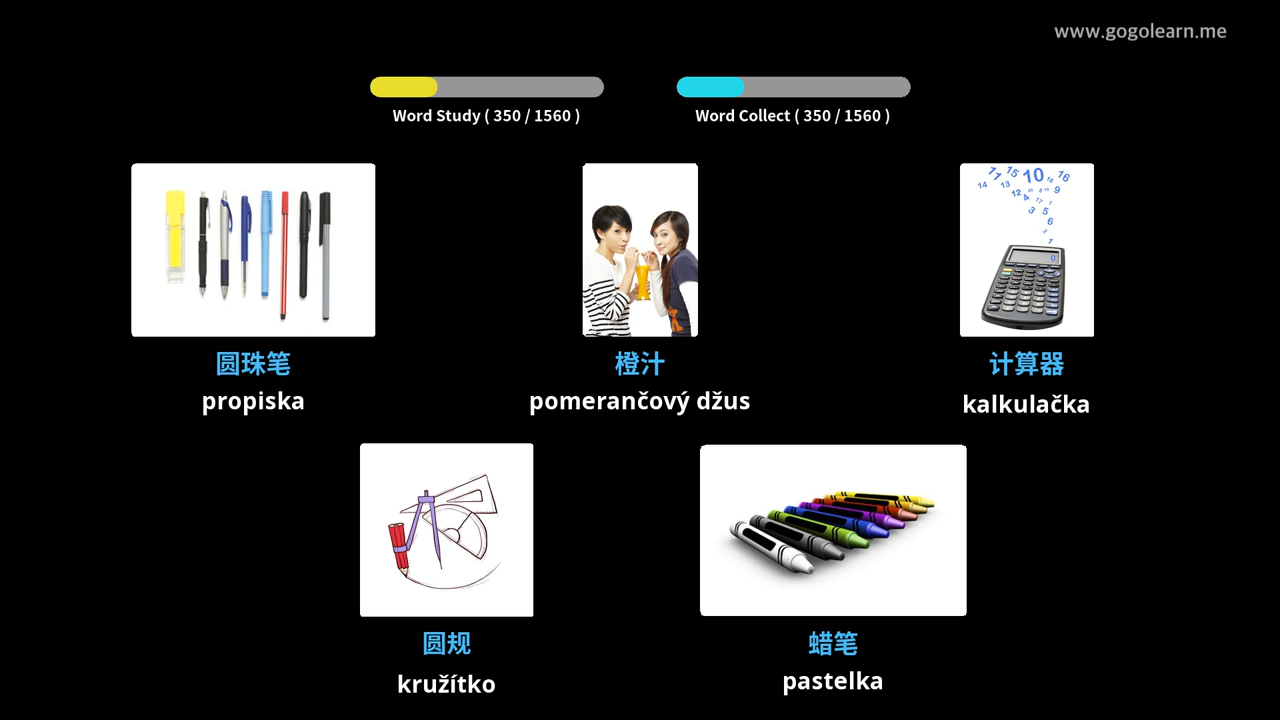 www.gogolearn.me
Word Study ( 350 / 1560 )
Word Collect ( 350 / 1560 )
圆珠笔
propiska
橙汁
pomerančový džus
计算器
kalkulačka
圆规
kružítko
蜡笔
pastelka